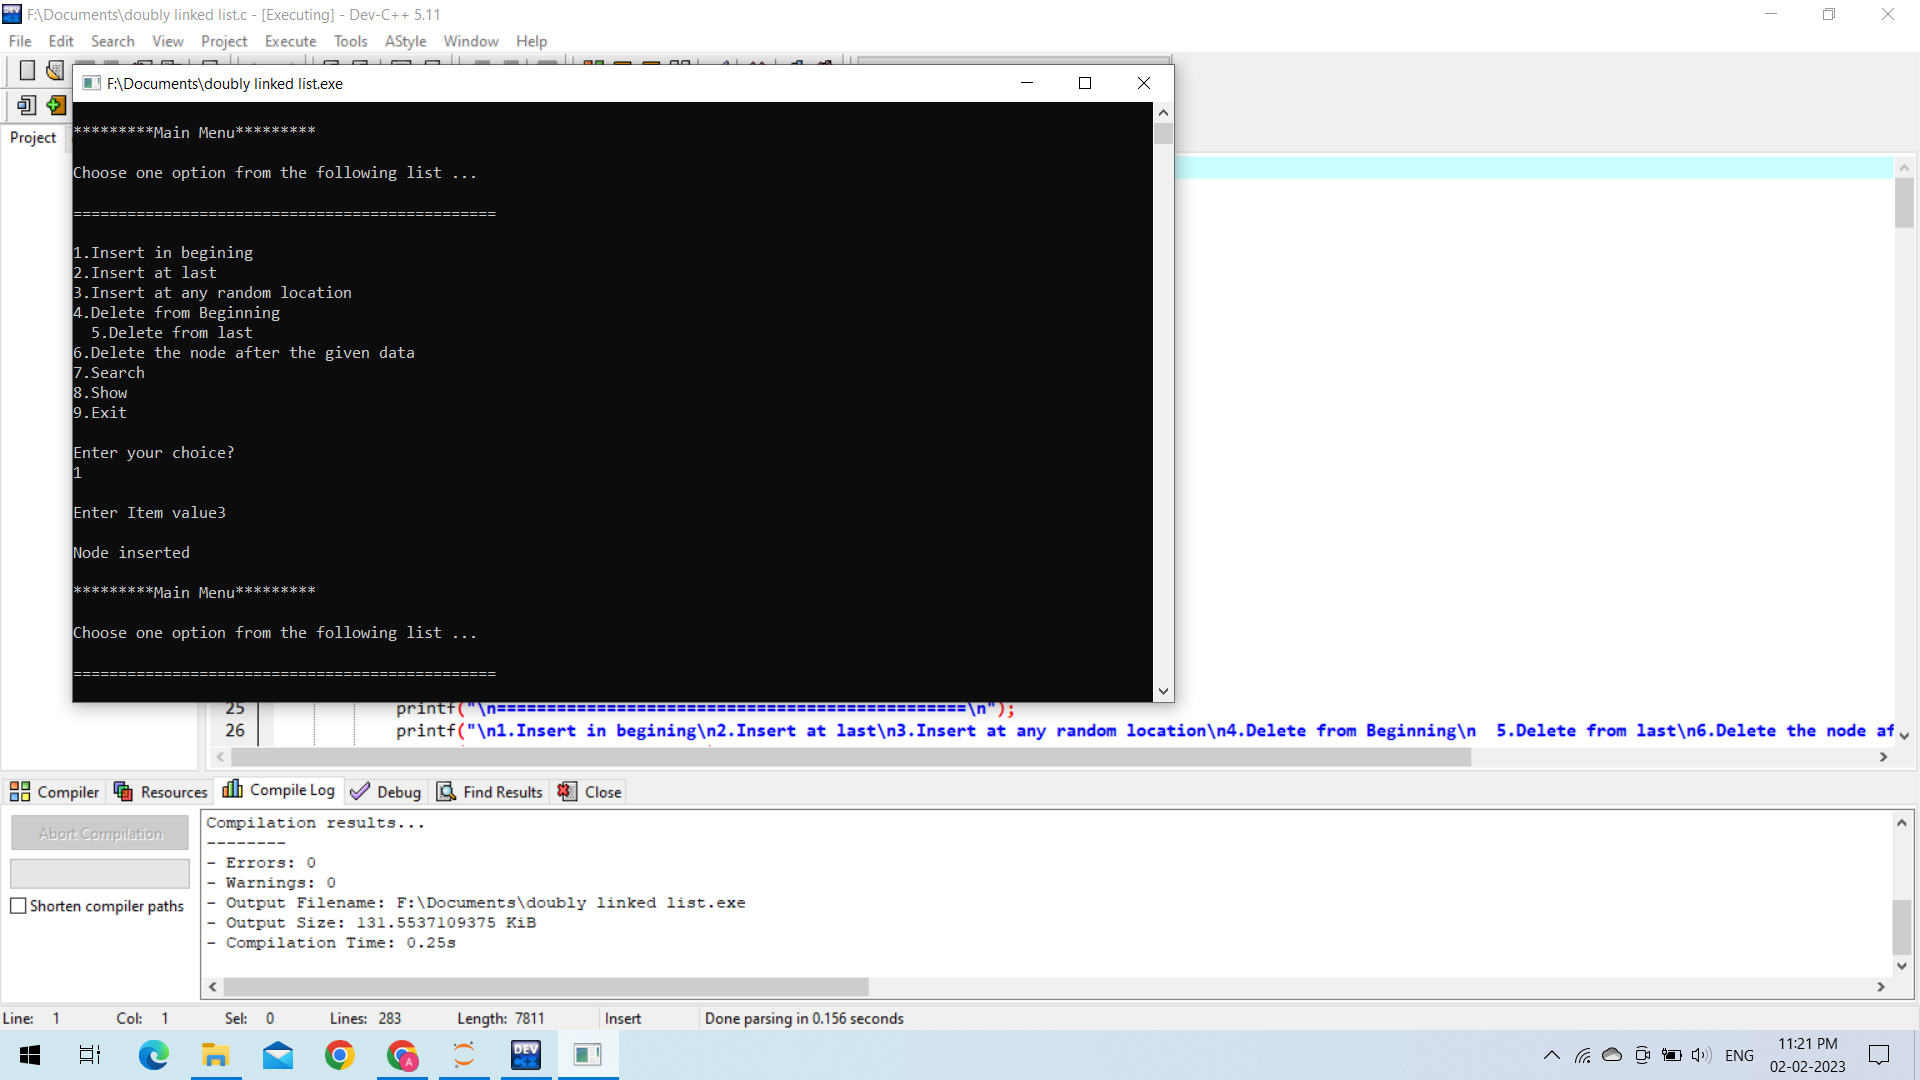 F:\Documents\doubly linked list.c - [Executing] - Dev-C++ 5.11
File Edit Search View Project Execute Tools AStyle Window Help
F:\Documents\doubly linked list.exe
Project
*********Main Menu*********
Choose one option from the following list ...
===============================================
1.Insert in begining
2.Insert at last
3.Insert at any random location
4.Delete from Beginning
  5.Delete from last
6.Delete the node after the given data
7.Search
8.Show
9.Exit
Enter your choice?
1
Enter Item value3
Node inserted
*********Main Menu*********
Choose one option from the following list ...
===============================================
25 printf("\n===============================================\n");
26 printf("\n1.Insert in begining\n2.Insert at last\n3.Insert at any random location\n4.Delete from Beginning\n  5.Delete from last\n6.Delete the node af
Compiler Resources Compile Log Debug Find Results Close
Abort Compilation
Shorten compiler paths
Compilation results...
--------
- Errors: 0
- Warnings: 0
- Output Filename: F:\Documents\doubly linked list.exe
- Output Size: 131.5537109375 KiB
- Compilation Time: 0.25s
Line: 1 Col: 1 Sel: 0 Lines: 283 Length: 7811 Insert Done parsing in 0.156 seconds
DEV C++
A
ENG
11:21 PM
02-02-2023